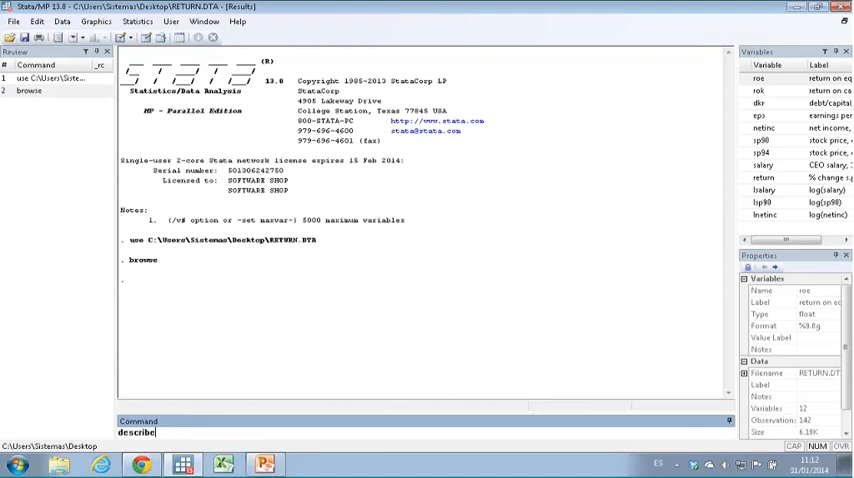 Stata/MP 13.0 - C:\Users\Sistemas\Desktop\RETURN.DTA - [Results]
File Edit Data Graphics Statistics User Window Help
Review
# Command _rc
1 use C:\Users\Siste...
2 browse
(R)
STATA
13.0 Copyright 1985-2013 StataCorp LP
Statistics/Data Analysis StataCorp
4905 Lakeway Drive
MP - Parallel Edition College Station, Texas 77845 USA
800-STATA-PC http://www.stata.com
979-696-4600 stata@stata.com
979-696-4601 (fax)
Single-user 2-core Stata network license expires 15 Feb 2014:
Serial number: 501306242750
Licensed to: SOFTWARE SHOP
SOFTWARE SHOP
Notes:
1. (/v# option or -set maxvar-) 5000 maximum variables
. use C:\Users\Sistemas\Desktop\RETURN.DTA
. browse
.
Command
describe
Variables
Variable Label
roe return on eq
rok return on cap
dkr debt/capital,
eps earnings per
netinc net income,
sp90 stock price,
sp94 stock price,
salary CEO salary,
return % change s
lsalary log(salary)
lsp90 log(sp90)
lnetinc log(netinc)
Properties
Variables
Name roe
Label return on eq
Type float
Format %9.0g
Value Label
Notes
Data
Filename RETURN.DT
Label
Notes
Variables 12
Observation: 142
Size 6.10K
C:\Users\Sistemas\Desktop
CAP NUM OVR
ES
11:12
31/01/2014